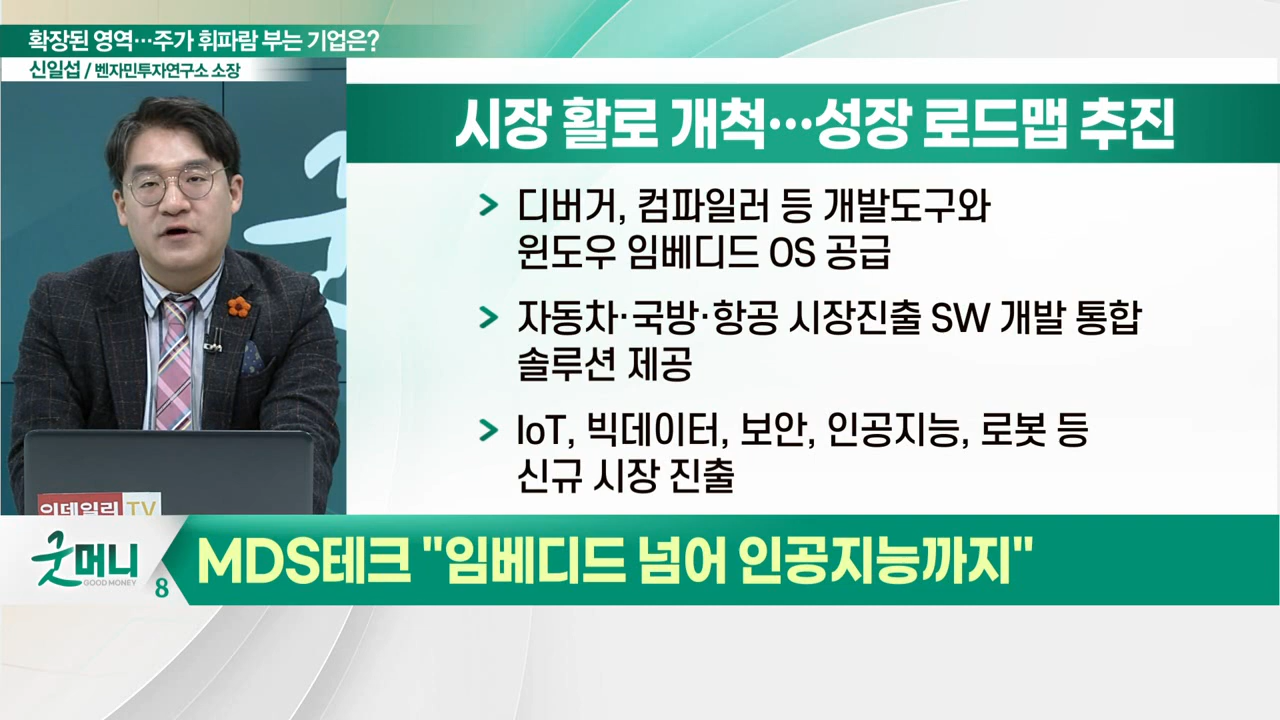 확장된 영역…주가 휘파람 부는 기업은?
신일섭 / 벤자민투자연구소 소장
시장 활로 개척…성장 로드맵 추진
디버거, 컴파일러 등 개발도구와
윈도우 임베디드 OS 공급
자동차·국방·항공 시장진출 SW 개발 통합
솔루션 제공
IoT, 빅데이터, 보안, 인공지능, 로봇 등
신규 시장 진출
이데일리 TV
굿머니
GOOD MONEY
8
MDS테크 "임베디드 넘어 인공지능까지"